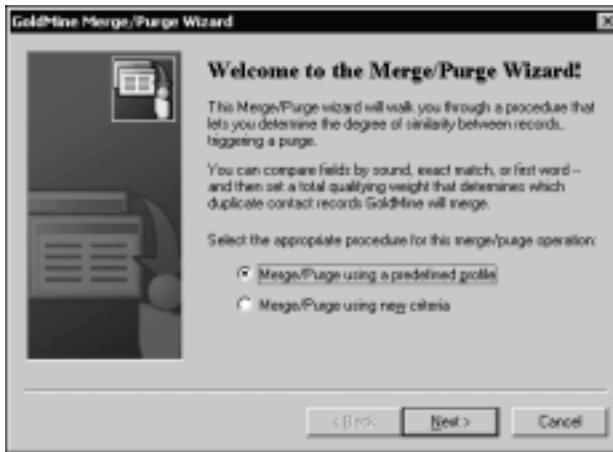 GoldMine Merge/Purge Wizard
Welcome to the Merge/Purge Wizard!
This Merge/Purge wizard will walk you through a procedure that
lets you determine the degree of similarity between records,
triggering a purge.
You can compare fields by sound, exact match, or first word --
and then set a total qualifying weight that determines which
duplicate contact records GoldMine will merge.
Select the appropriate procedure for this merge/purge operation:
Merge/Purge using a predefined profile
Merge/Purge using new criteria
< Back
Next >
Cancel